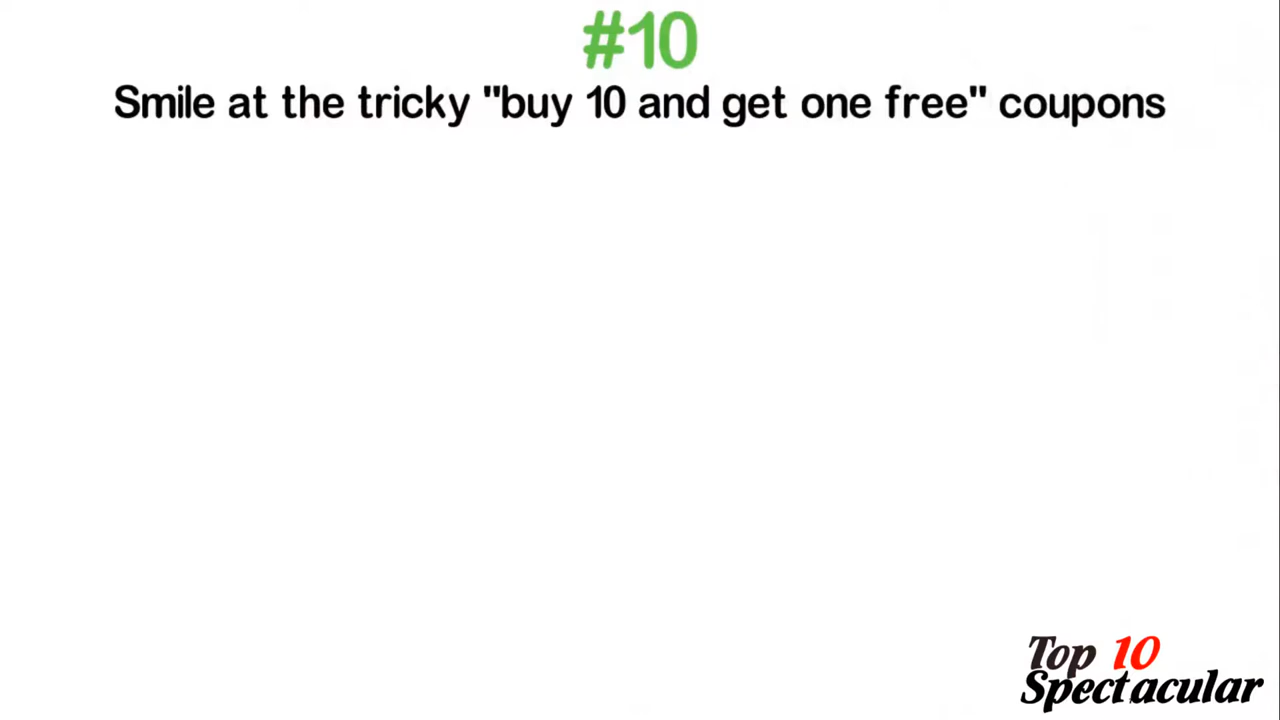 #10
Smile at the tricky "buy 10 and get one free" coupons
Top 10
Spectacular